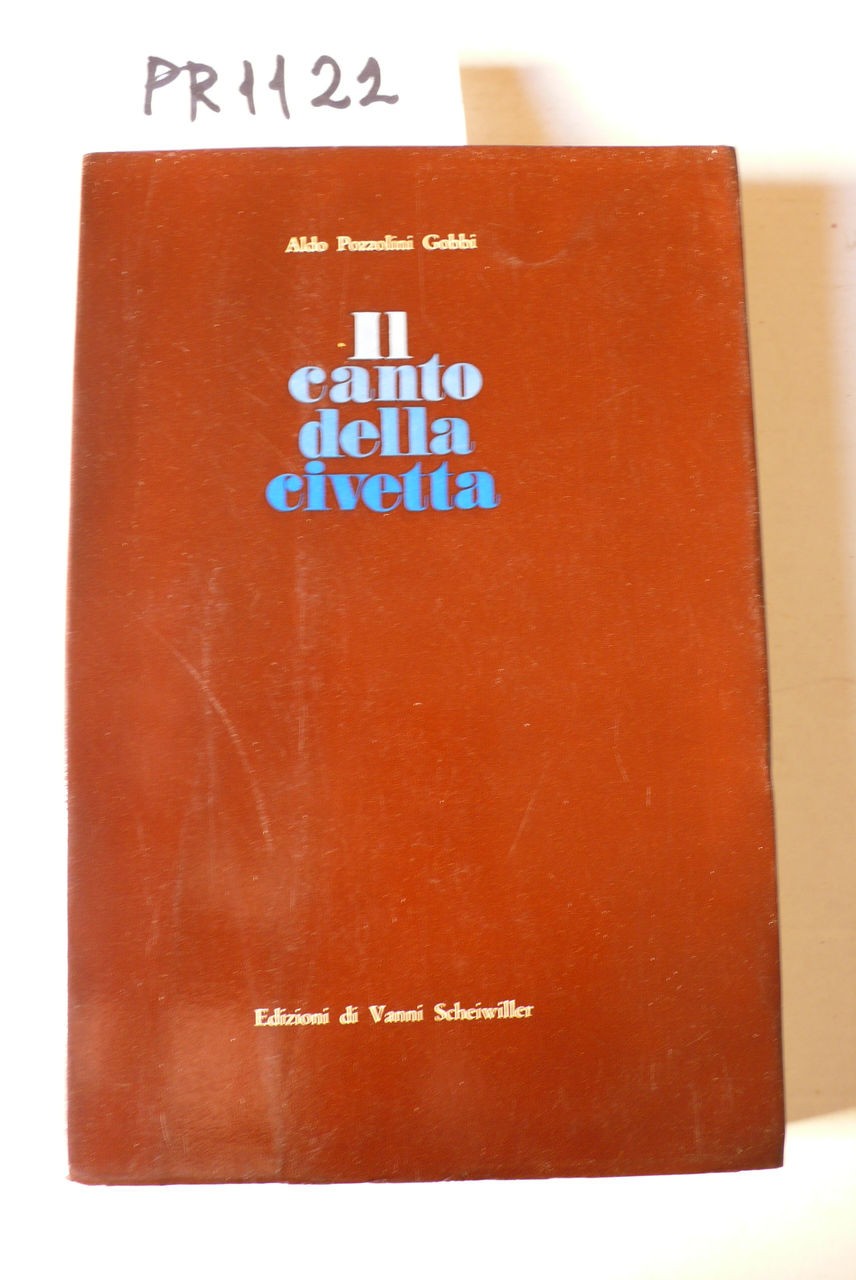 PR1122
Aldo Pozzolini Gobbi
Il
canto
della
civetta
Edizioni di Vanni Scheiwiller